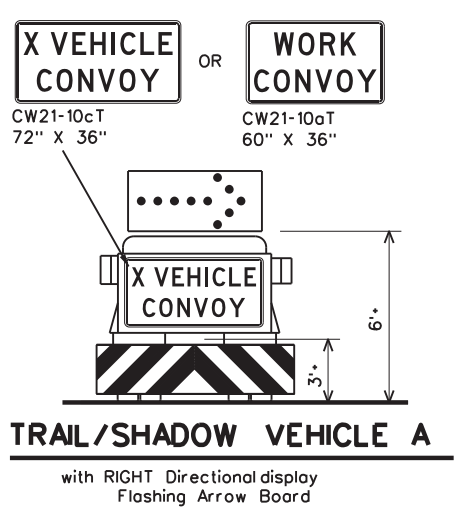 X VEHICLE
CONVOY
OR
WORK
CONVOY
CW21-10cT
72" X 36"
CW21-10aT
60" X 36"
X VEHICLE
CONVOY
6'+
3'+
TRAIL/SHADOW VEHICLE A
with RIGHT Directional display
Flashing Arrow Board